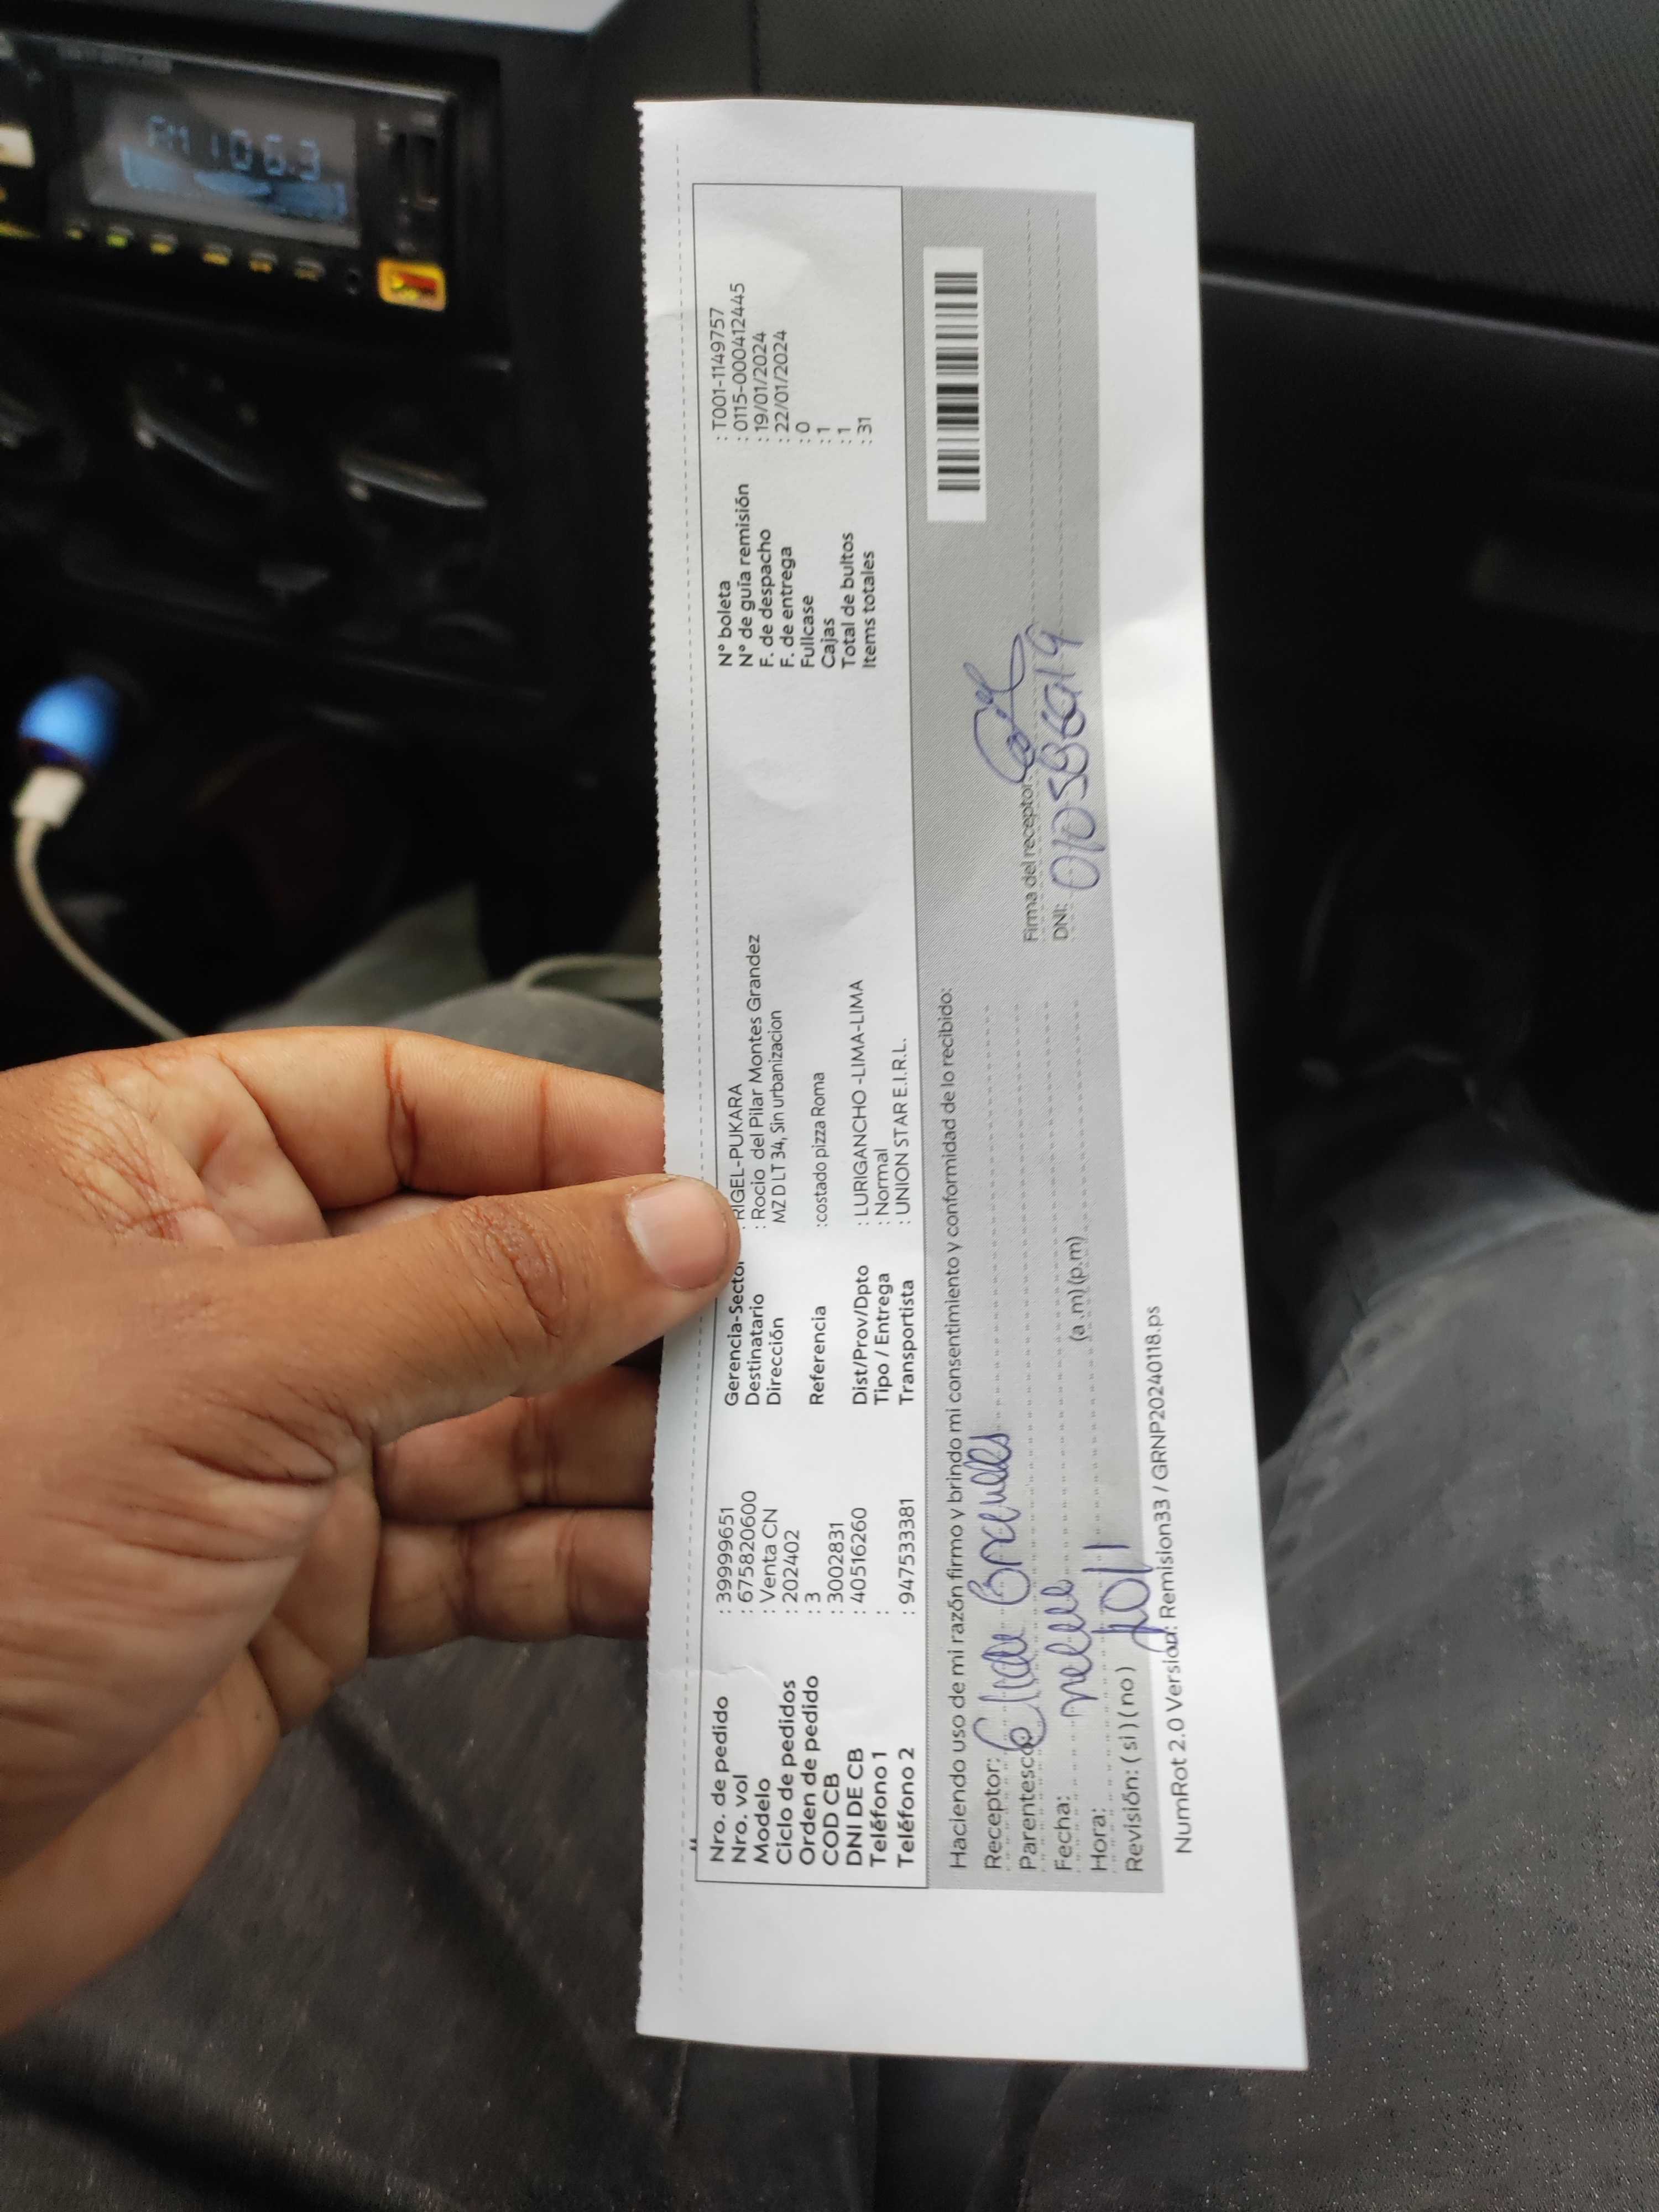 FM 106.3
Nro. de pedido : 39999651
Nro. vol : 675820600
Modelo : Venta CN
Ciclo de pedidos : 202402
Orden de pedido : 3
COD CB : 3002831
DNI DE CB : 40516260
Teléfono 1 :
Teléfono 2 : 947533381
Gerencia-Sector : RIGEL-PUKARA
Destinatario : Rocio del Pilar Montes Grandez
Dirección MZ D LT 34, Sin urbanizacion
Referencia :costado pizza Roma
Dist/Prov/Dpto : LURIGANCHO -LIMA-LIMA
Tipo / Entrega : Normal
Transportista : UNION STAR E.I.R.L.
N° boleta : T001-1149757
N° de guía remisión : 0115-000412445
F. de despacho : 19/01/2024
F. de entrega : 22/01/2024
Fullcase : 0
Cajas : 1
Total de bultos : 1
Items totales : 31
Haciendo uso de mi razón firmo y brindo mi consentimiento y conformidad de lo recibido:
Receptor:
Parentesco:
Fecha:
Hora: (a .m) (p.m)
Revisión: ( si ) ( no )
Firma del receptor:
DNI:
NumRot 2.0 Version: Remision33 / GRNP20240118.ps